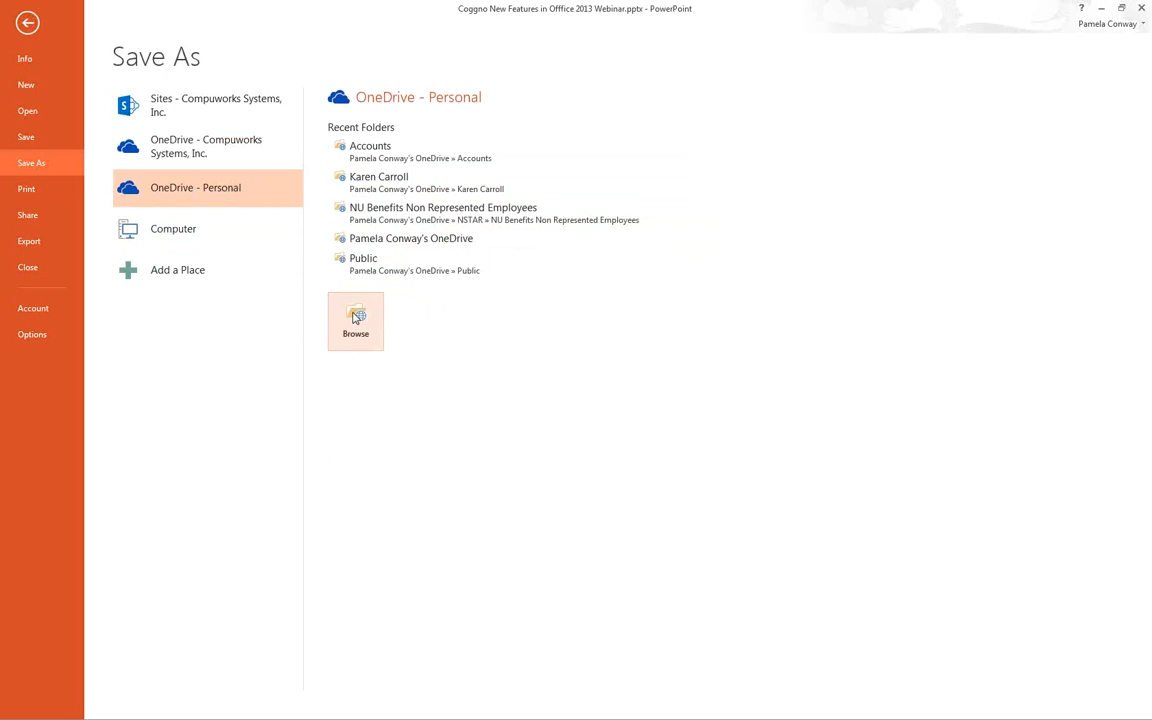 Coggno New Features in Offfice 2013 Webinar.pptx - PowerPoint
?
Pamela Conway
Info
New
Open
Save
Save As
Print
Share
Export
Close
Account
Options
Save As
Sites - Compuworks Systems,
Inc.
OneDrive - Compuworks
Systems, Inc.
OneDrive - Personal
Computer
Add a Place
OneDrive - Personal
Recent Folders
Accounts
Pamela Conway's OneDrive » Accounts
Karen Carroll
Pamela Conway's OneDrive » Karen Carroll
NU Benefits Non Represented Employees
Pamela Conway's OneDrive » NSTAR » NU Benefits Non Represented Employees
Pamela Conway's OneDrive
Public
Pamela Conway's OneDrive » Public
Browse